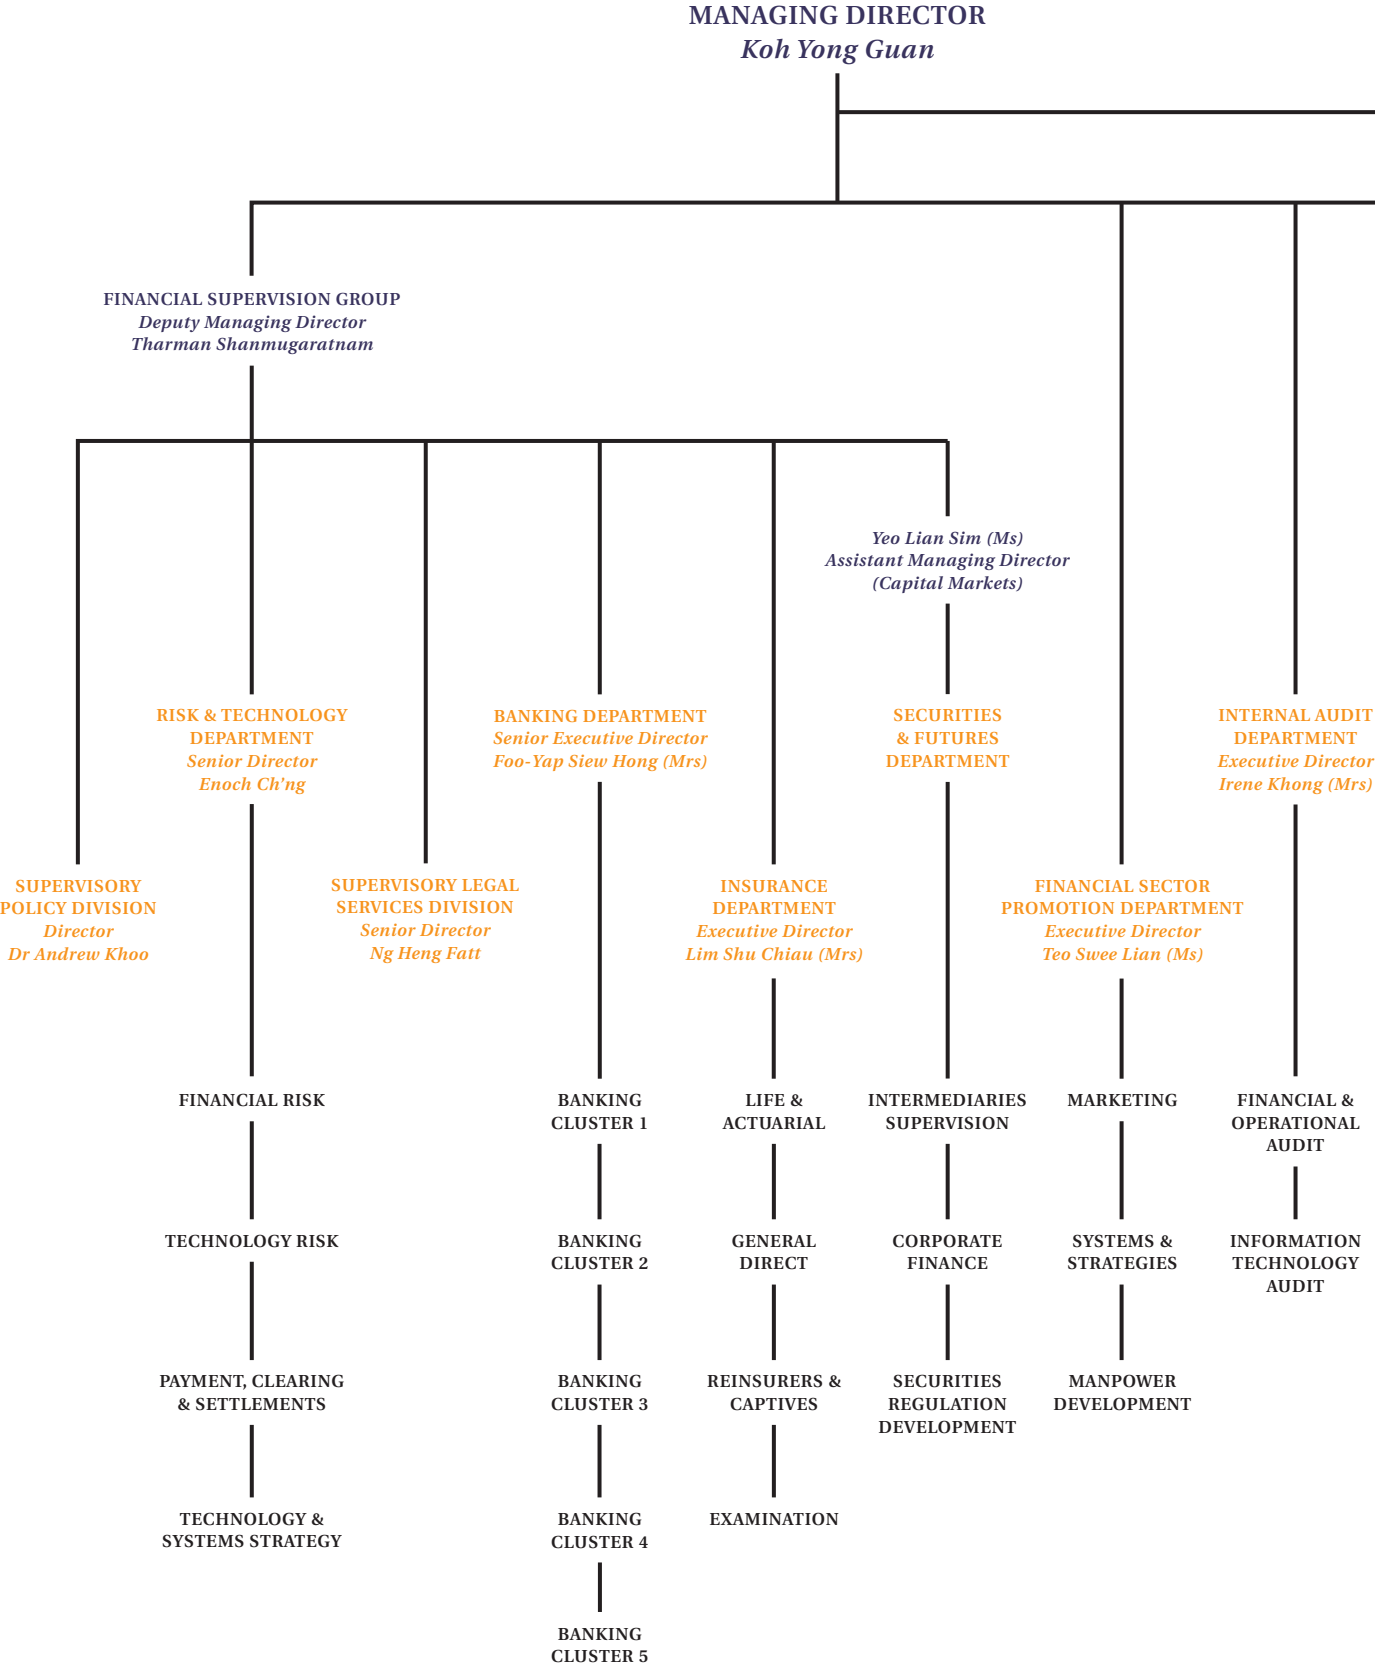 MANAGING DIRECTOR
Koh Yong Guan
FINANCIAL SUPERVISION GROUP
Deputy Managing Director
Tharman Shanmugaratnam
Yeo Lian Sim (Ms)
Assistant Managing Director
(Capital Markets)
RISK & TECHNOLOGY
DEPARTMENT
Senior Director
Enoch Ch’ng
BANKING DEPARTMENT
Senior Executive Director
Foo-Yap Siew Hong (Mrs)
SECURITIES
& FUTURES
DEPARTMENT
INTERNAL AUDIT
DEPARTMENT
Executive Director
Irene Khong (Mrs)
SUPERVISORY
POLICY DIVISION
Director
Dr Andrew Khoo
SUPERVISORY LEGAL
SERVICES DIVISION
Senior Director
Ng Heng Fatt
INSURANCE
DEPARTMENT
Executive Director
Lim Shu Chiau (Mrs)
FINANCIAL SECTOR
PROMOTION DEPARTMENT
Executive Director
Teo Swee Lian (Ms)
FINANCIAL RISK
BANKING
CLUSTER 1
LIFE &
ACTUARIAL
INTERMEDIARIES
SUPERVISION
MARKETING
FINANCIAL &
OPERATIONAL
AUDIT
TECHNOLOGY RISK
BANKING
CLUSTER 2
GENERAL
DIRECT
CORPORATE
FINANCE
SYSTEMS &
STRATEGIES
INFORMATION
TECHNOLOGY
AUDIT
PAYMENT, CLEARING
& SETTLEMENTS
BANKING
CLUSTER 3
REINSURERS &
CAPTIVES
SECURITIES
REGULATION
DEVELOPMENT
MANPOWER
DEVELOPMENT
TECHNOLOGY &
SYSTEMS STRATEGY
BANKING
CLUSTER 4
EXAMINATION
BANKING
CLUSTER 5